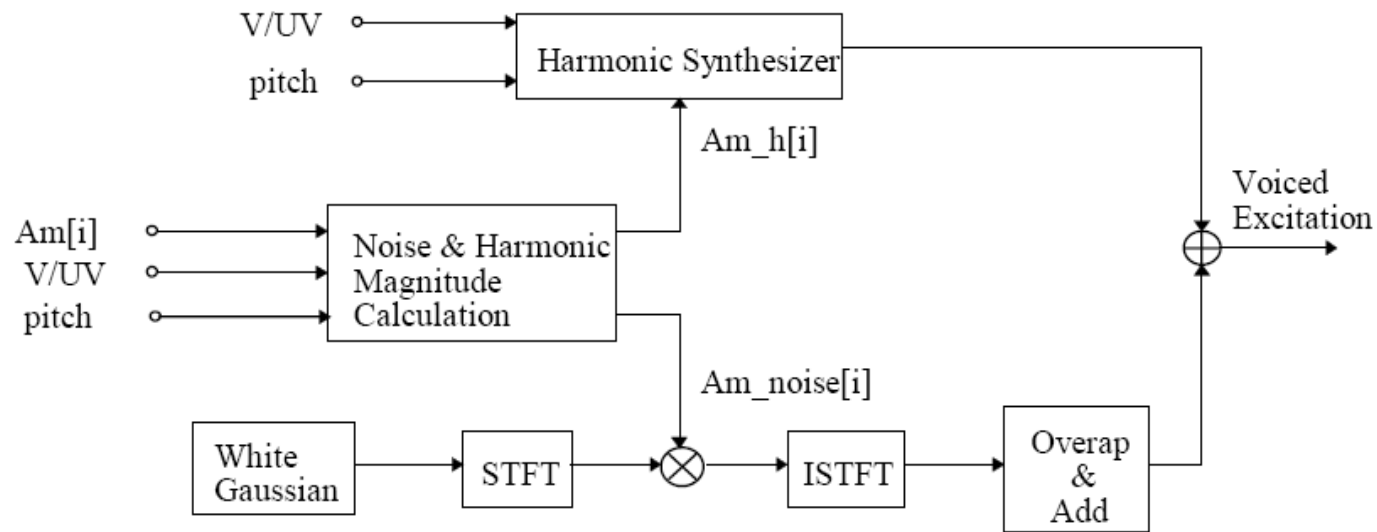 V/UV
pitch
Harmonic Synthesizer
Am_h[i]
Voiced
Excitation
Am[i]
V/UV
pitch
Noise & Harmonic
Magnitude
Calculation
Am_noise[i]
White
Gaussian
STFT
ISTFT
Overap
&
Add